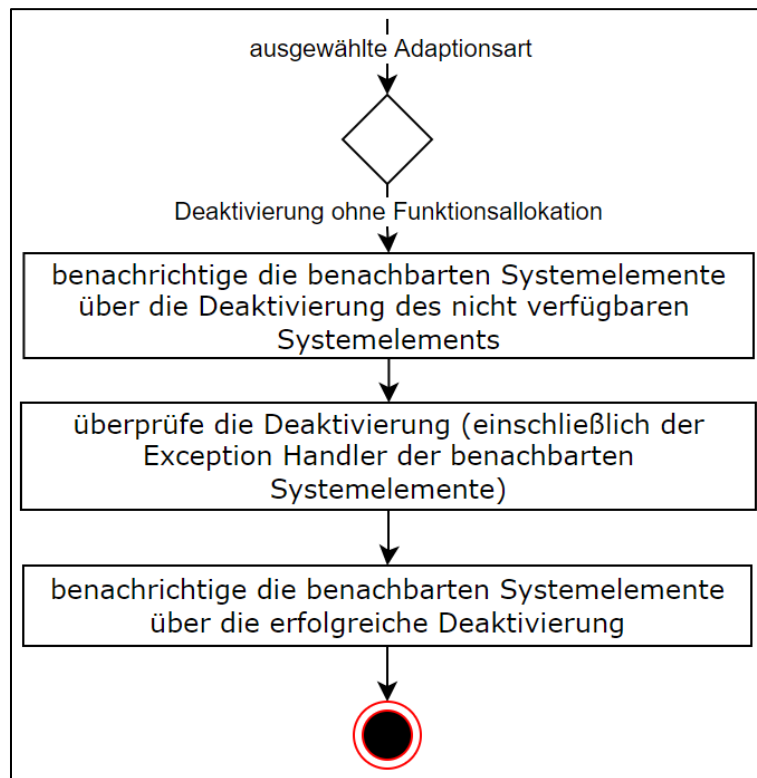 ausgewählte Adaptionsart
Deaktivierung ohne Funktionsallokation
benachrichtige die benachbarten Systemelemente
über die Deaktivierung des nicht verfügbaren
Systemelements
überprüfe die Deaktivierung (einschließlich der
Exception Handler der benachbarten
Systemelemente)
benachrichtige die benachbarten Systemelemente
über die erfolgreiche Deaktivierung